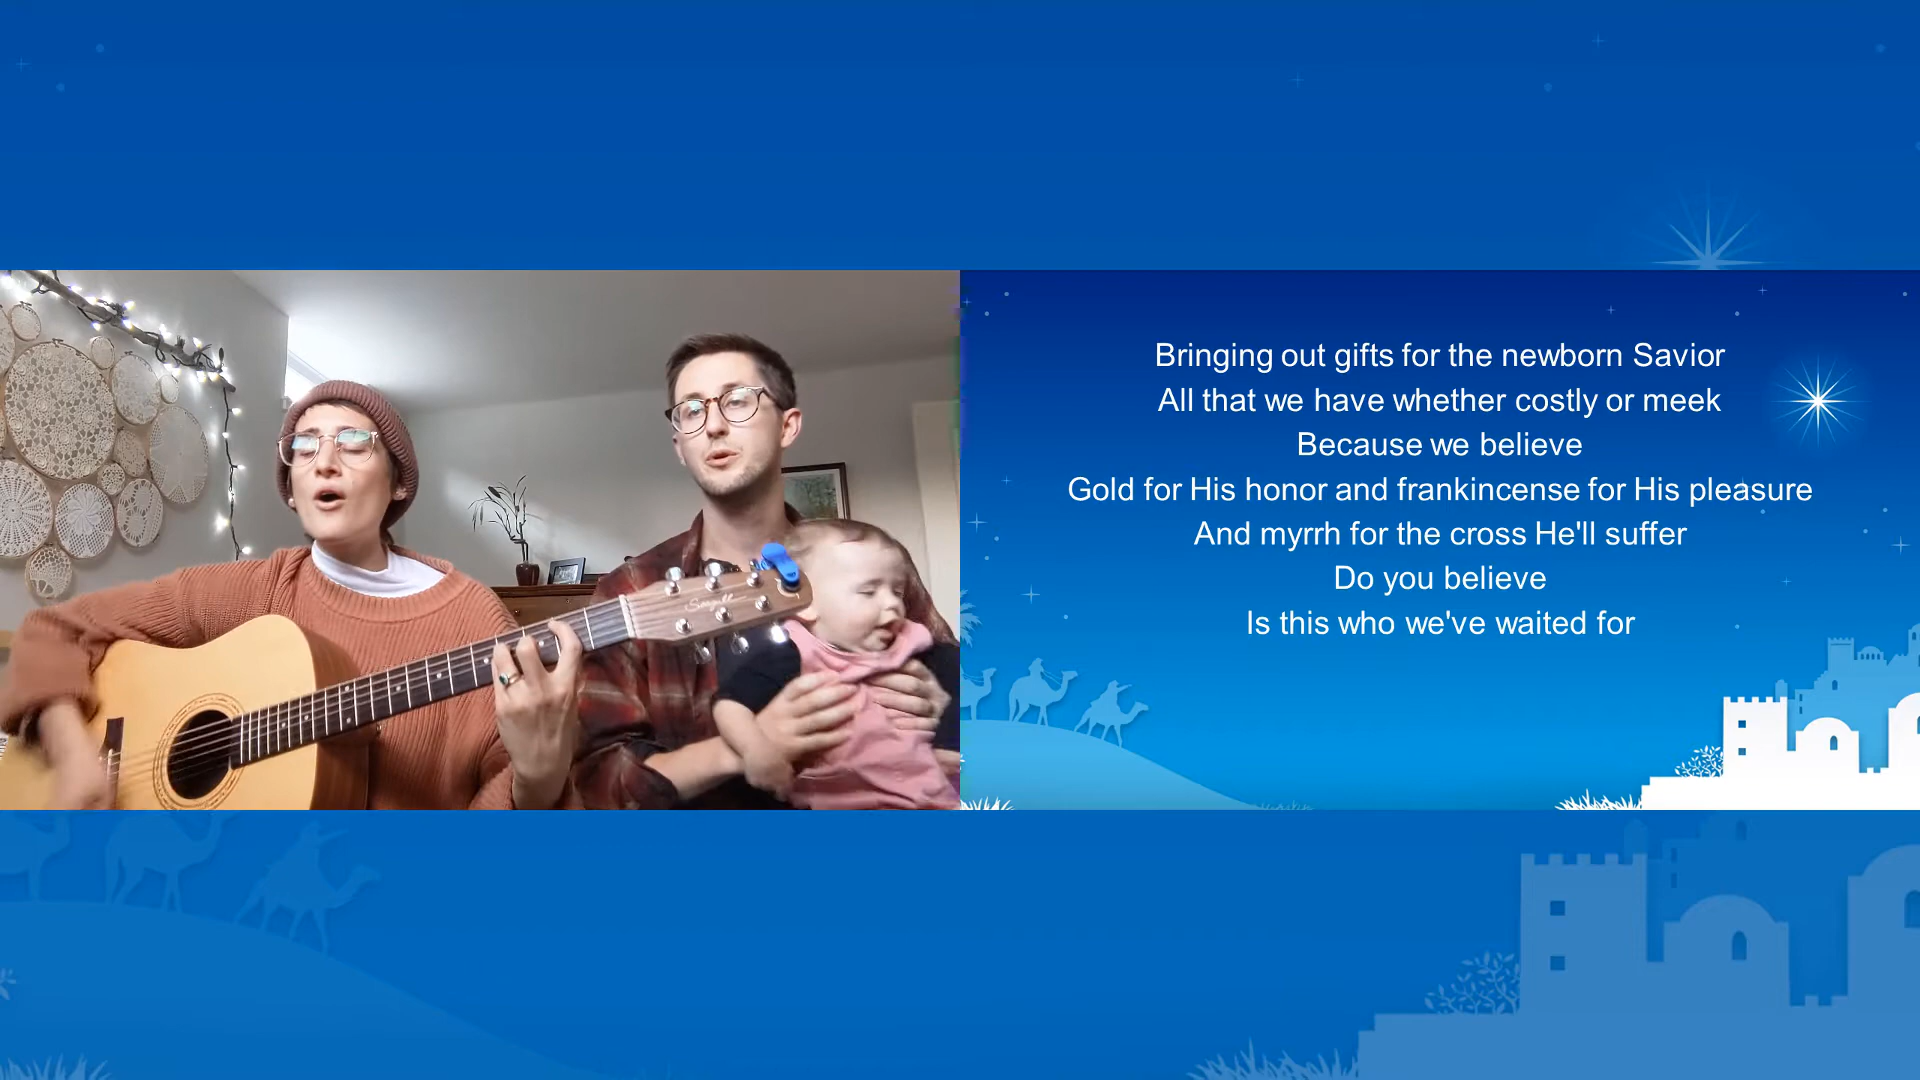 Bringing out gifts for the newborn Savior
All that we have whether costly or meek
Because we believe
Gold for His honor and frankincense for His pleasure
And myrrh for the cross He'll suffer
Do you believe
Is this who we've waited for